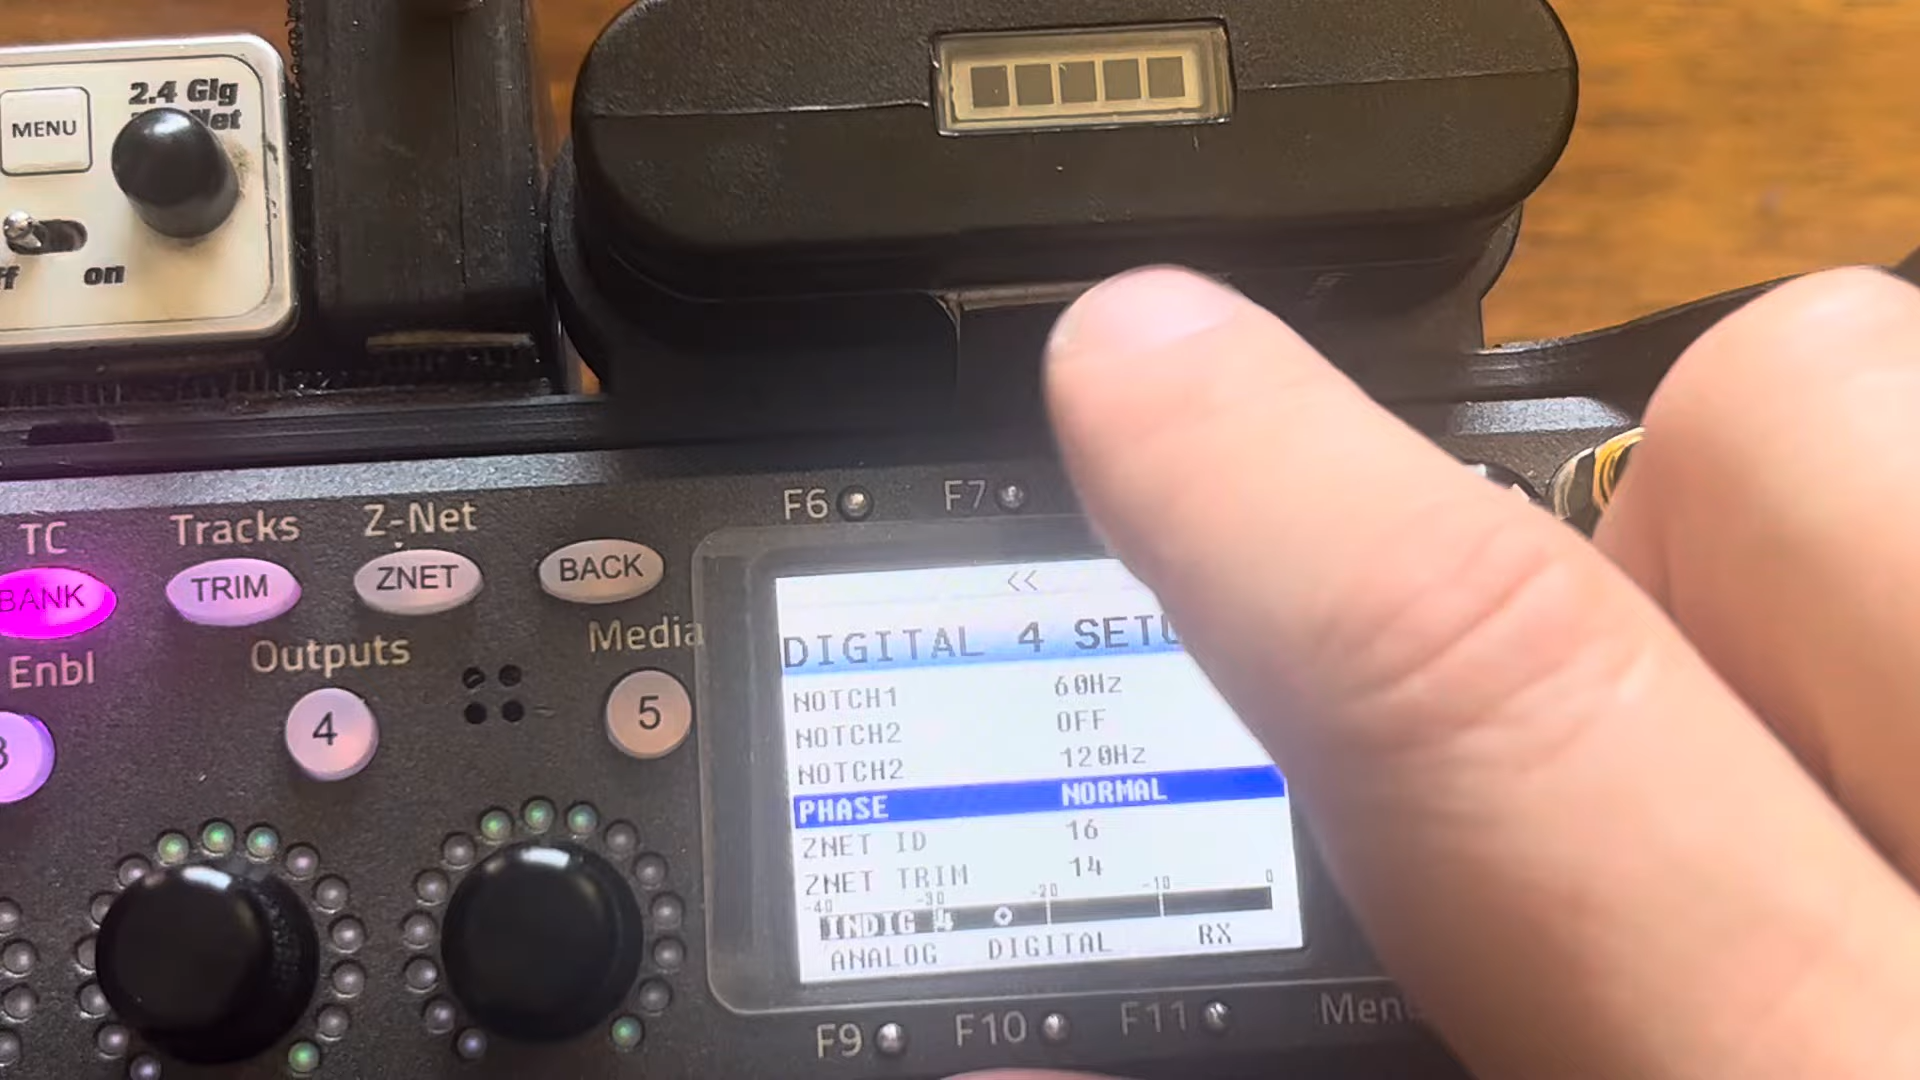 2.4 Gig
MENU
on
F6
F7
TC
Tracks
Z-Net
BANK
TRIM
ZNET
BACK
Enbl
Outputs
Media
3
4
5
<<
DIGITAL 4 SETU
NOTCH1 60Hz
NOTCH2 OFF
NOTCH2 120Hz
PHASE NORMAL
ZNET ID 16
ZNET TRIM 14
-40 -30 -20 -10 0
INDIG 4
ANALOG DIGITAL RX
F9
F10
F11
Menu